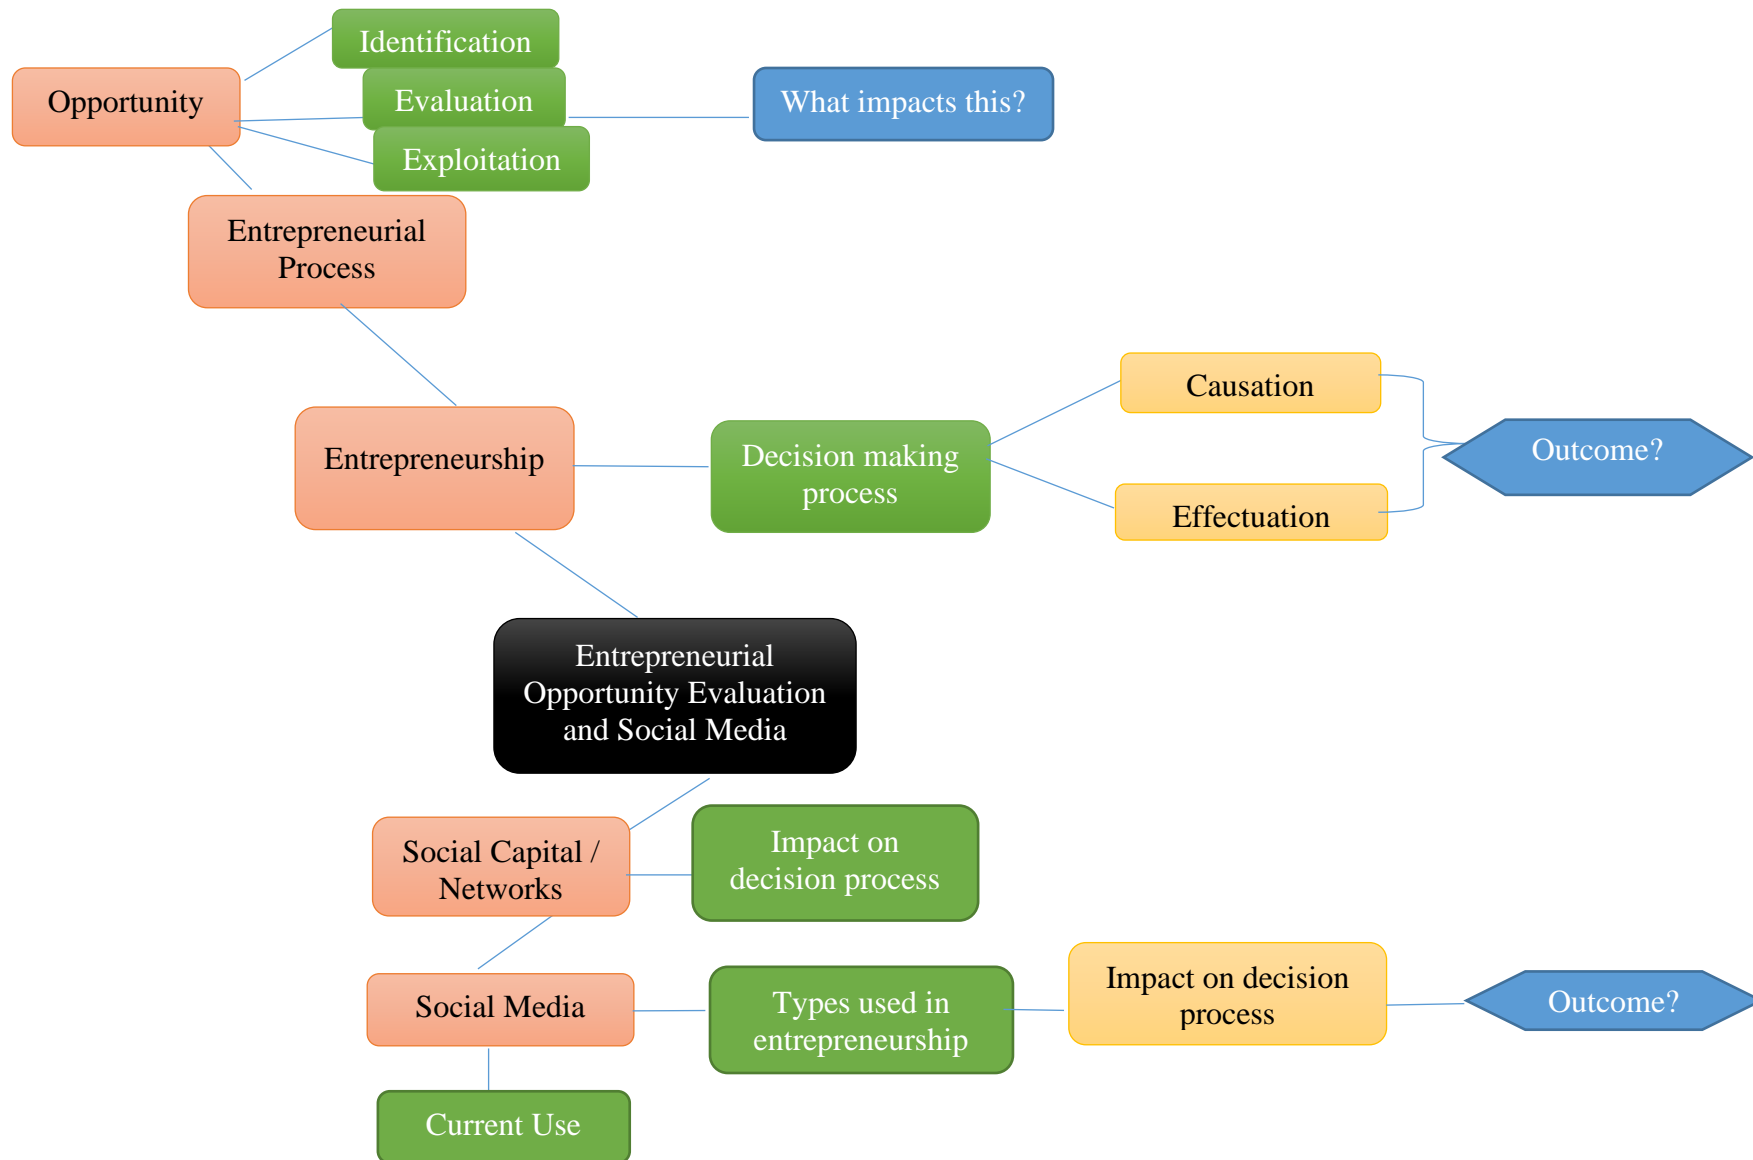 Identification
Opportunity
Evaluation
What impacts this?
Exploitation
Entrepreneurial
Process
Causation
Entrepreneurship
Decision making
process
Outcome?
Effectuation
Entrepreneurial
Opportunity Evaluation
and Social Media
Social Capital /
Networks
Impact on
decision process
Social Media
Types used in
entrepreneurship
Impact on decision
process
Outcome?
Current Use